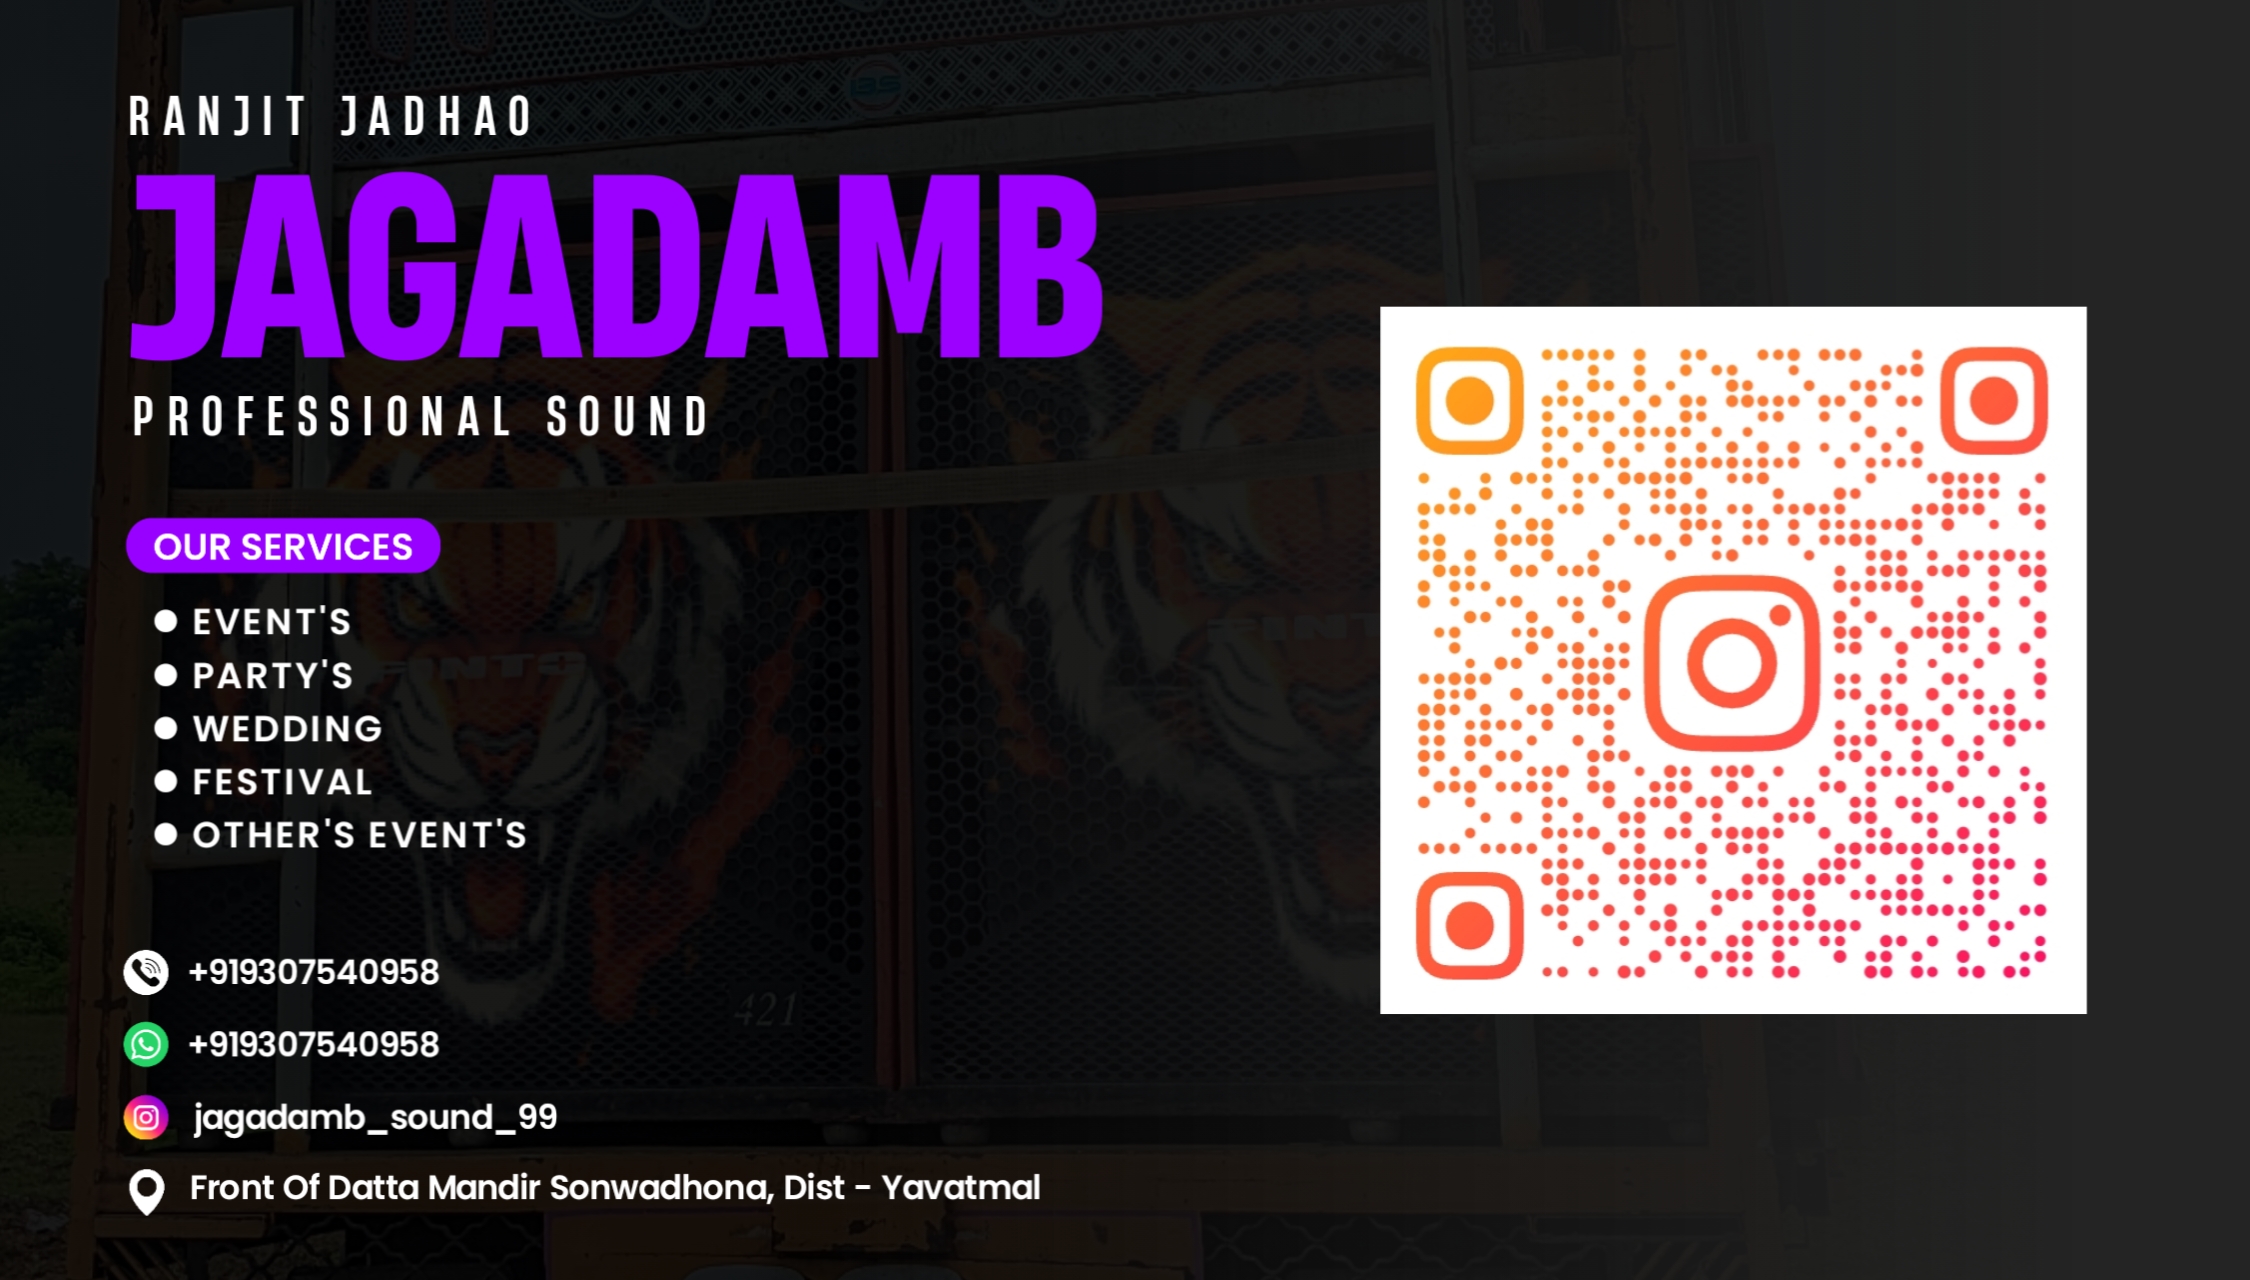 RANJIT JADHAO
JAGADAMB
PROFESSIONAL SOUND
OUR SERVICES
EVENT'S
PARTY'S
WEDDING
FESTIVAL
OTHER'S EVENT'S
+919307540958
+919307540958
jagadamb_sound_99
Front Of Datta Mandir Sonwadhona, Dist - Yavatmal
421